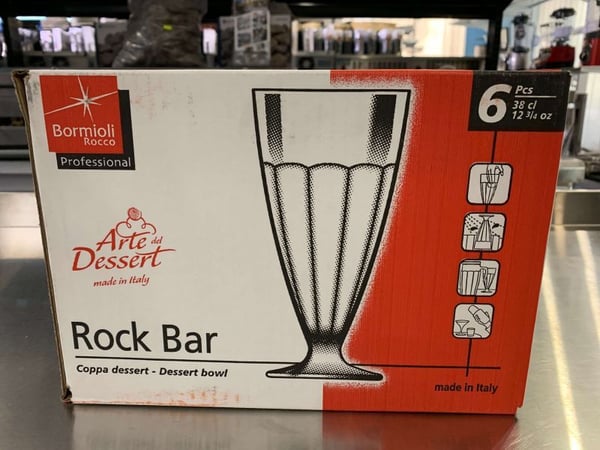 Bormioli
Rocco
Professional
6 Pcs
38 cl
12 3/4 oz
Arte del
Dessert
made in Italy
Rock Bar
Coppa dessert - Dessert bowl
made in Italy